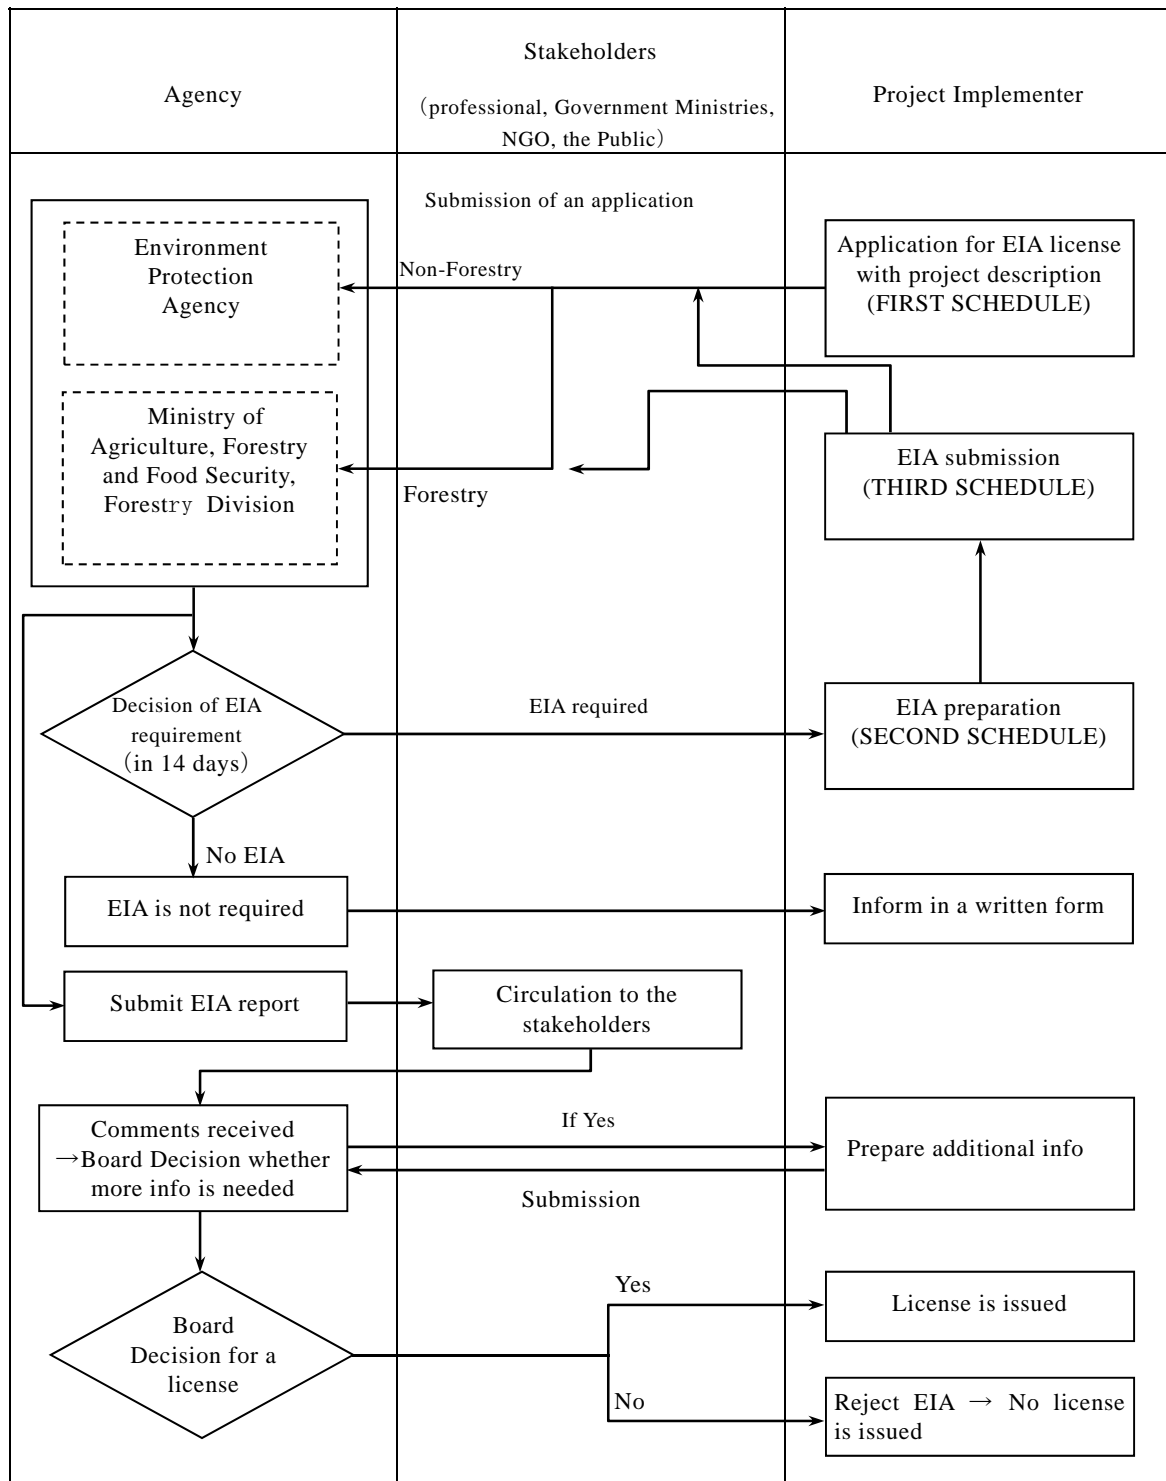 Agency
Stakeholders
（professional, Government Ministries,
NGO, the Public）
Project Implementer
Submission of an application
Environment
Protection
Agency
Non-Forestry
Application for EIA license
with project description
(FIRST SCHEDULE)
Ministry of
Agriculture, Forestry
and Food Security,
Forestry Division
Forestry
EIA submission
(THIRD SCHEDULE)
Decision of EIA
requirement
（in 14 days）
EIA required
EIA preparation
(SECOND SCHEDULE)
No EIA
EIA is not required
Inform in a written form
Submit EIA report
Circulation to the
stakeholders
Comments received
→Board Decision whether
more info is needed
If Yes
Submission
Prepare additional info
Board
Decision for a
license
Yes
License is issued
No
Reject EIA → No license
is issued